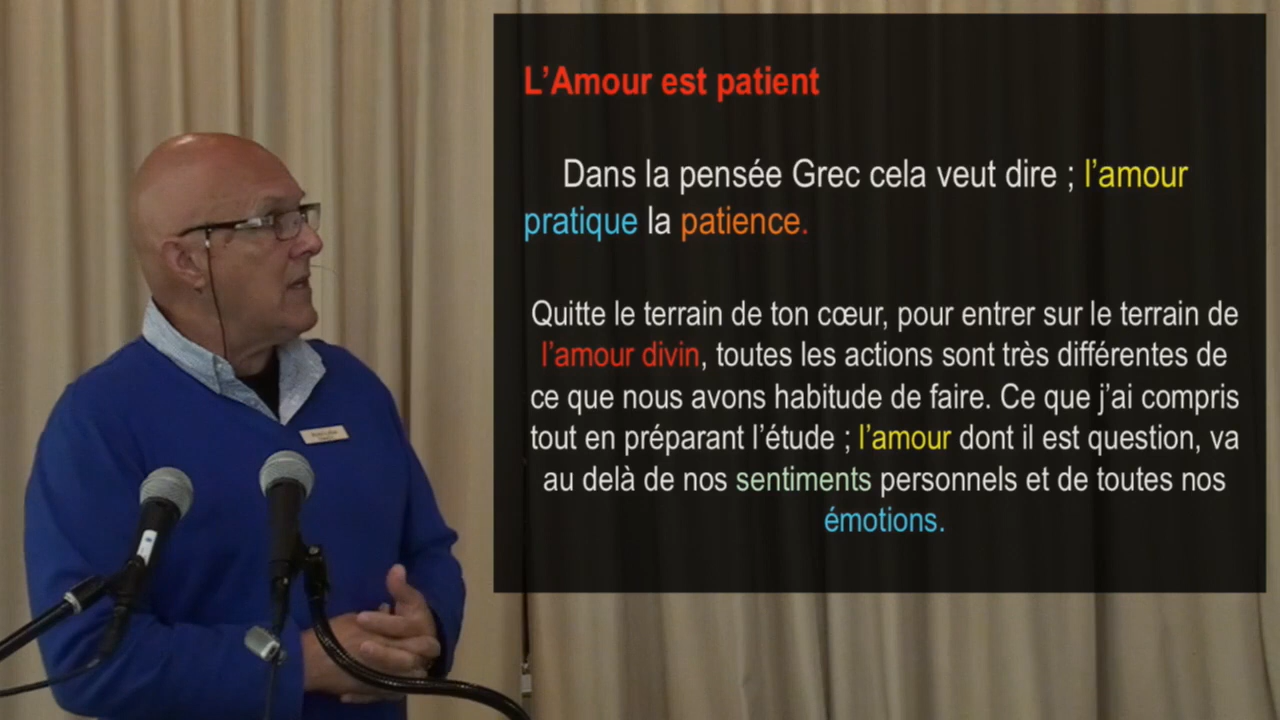 L’Amour est patient
Dans la pensée Grec cela veut dire ; l’amour
pratique la patience.
Quitte le terrain de ton cœur, pour entrer sur le terrain de
l’amour divin, toutes les actions sont très différentes de
ce que nous avons habitude de faire. Ce que j’ai compris
tout en préparant l’étude ; l’amour dont il est question, va
au delà de nos sentiments personnels et de toutes nos
émotions.